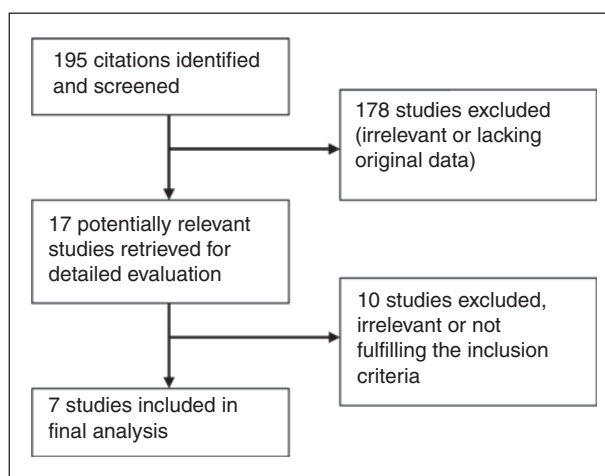 195 citations identified
and screened
178 studies excluded
(irrelevant or lacking
original data)
17 potentially relevant
studies retrieved for
detailed evaluation
10 studies excluded,
irrelevant or not
fulfilling the inclusion
criteria
7 studies included in
final analysis